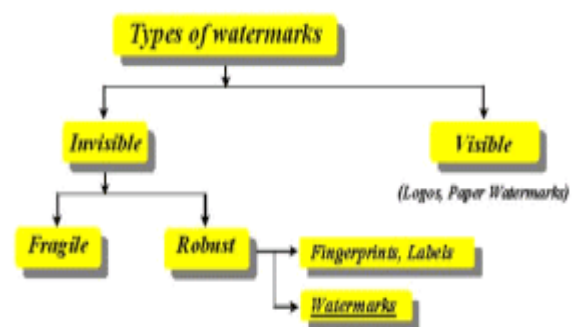 Types of watermarks
Invisible
Visible
(Logos, Paper Watermarks)
Fragile
Robust
Fingerprints, Labels
Watermarks